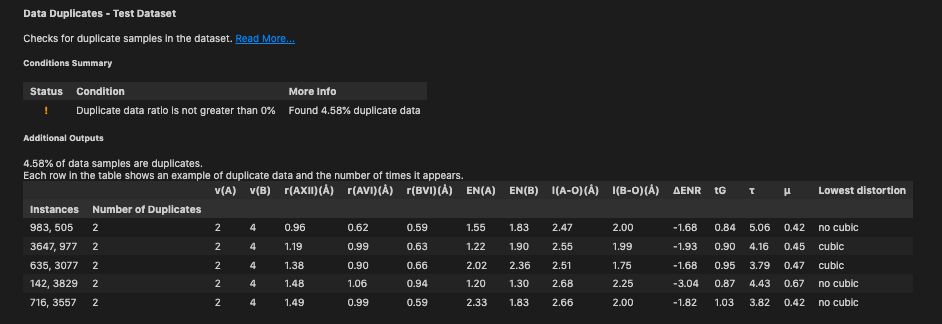 Data Duplicates - Test Dataset
Checks for duplicate samples in the dataset. Read More...
Conditions Summary
Status Condition More Info
! Duplicate data ratio is not greater than 0% Found 4.58% duplicate data
Additional Outputs
4.58% of data samples are duplicates.
Each row in the table shows an example of duplicate data and the number of times it appears.
v(A) v(B) r(AXII)(Å) r(AVI)(Å) r(BVI)(Å) EN(A) EN(B) l(A-O)(Å) l(B-O)(Å) ΔENR tG τ μ Lowest distortion
Instances Number of Duplicates
983, 505 2 2 4 0.96 0.62 0.59 1.55 1.83 2.47 2.00 -1.68 0.84 5.06 0.42 no cubic
3647, 977 2 2 4 1.19 0.99 0.63 1.22 1.90 2.55 1.99 -1.93 0.90 4.16 0.45 cubic
635, 3077 2 2 4 1.38 0.90 0.66 2.02 2.36 2.51 1.75 -1.68 0.95 3.79 0.47 cubic
142, 3829 2 2 4 1.48 1.06 0.94 1.20 1.30 2.68 2.25 -3.04 0.87 4.43 0.67 no cubic
716, 3557 2 2 4 1.49 0.99 0.59 2.33 1.83 2.66 2.00 -1.82 1.03 3.82 0.42 no cubic